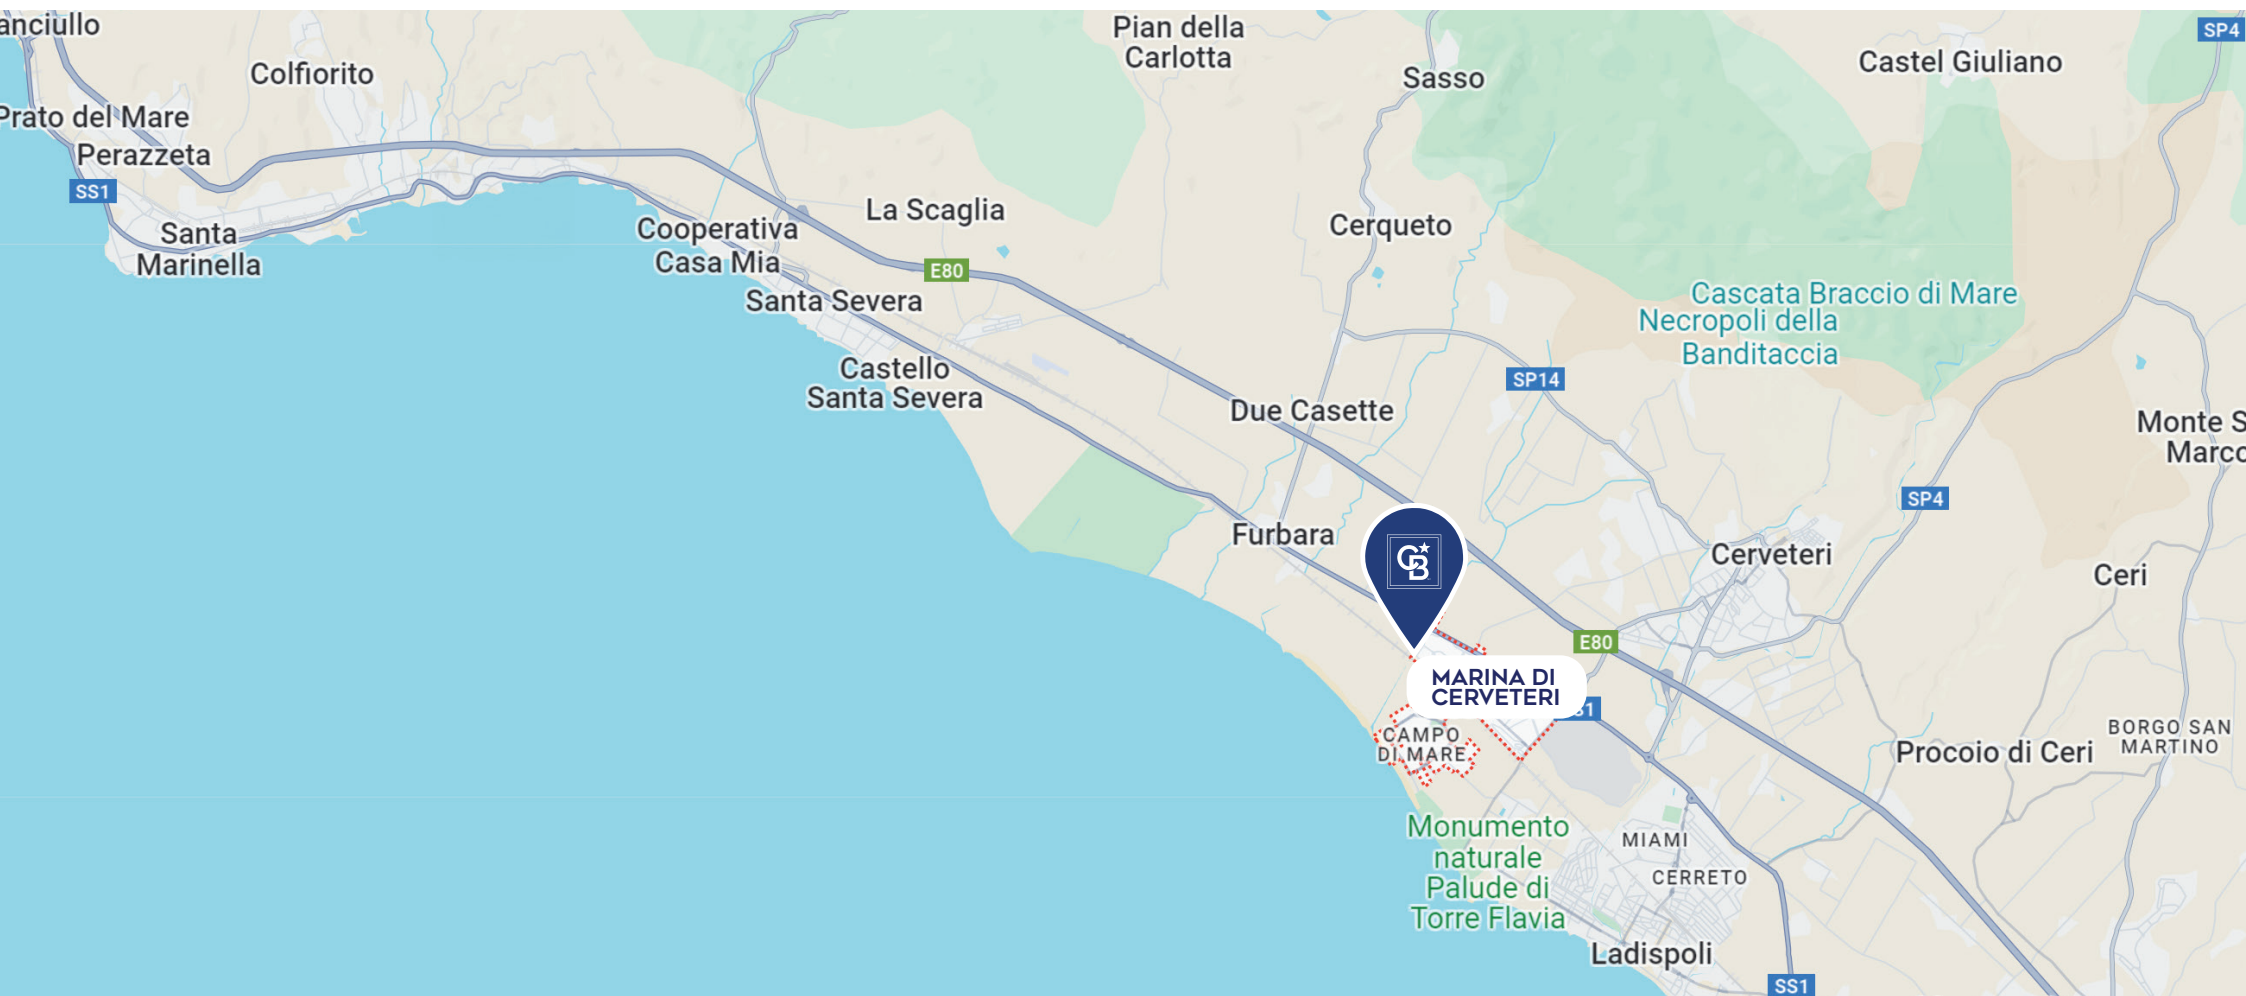 anciullo
Pian della
Carlotta
SP4
Colfiorito
Sasso
Castel Giuliano
Prato del Mare
Perazzeta
SS1
La Scaglia
Santa
Marinella
Cooperativa
Casa Mia
Cerqueto
E80
Santa Severa
Cascata Braccio di Mare
Necropoli della
Banditaccia
Castello
Santa Severa
SP14
Due Casette
Monte S
Marco
SP4
Furbara
CB
Cerveteri
Ceri
E80
MARINA DI
CERVETERI
S1
CAMPO
DI MARE
BORGO SAN
MARTINO
Procoio di Ceri
Monumento
naturale
Palude di
Torre Flavia
MIAMI
CERRETO
Ladispoli
SS1